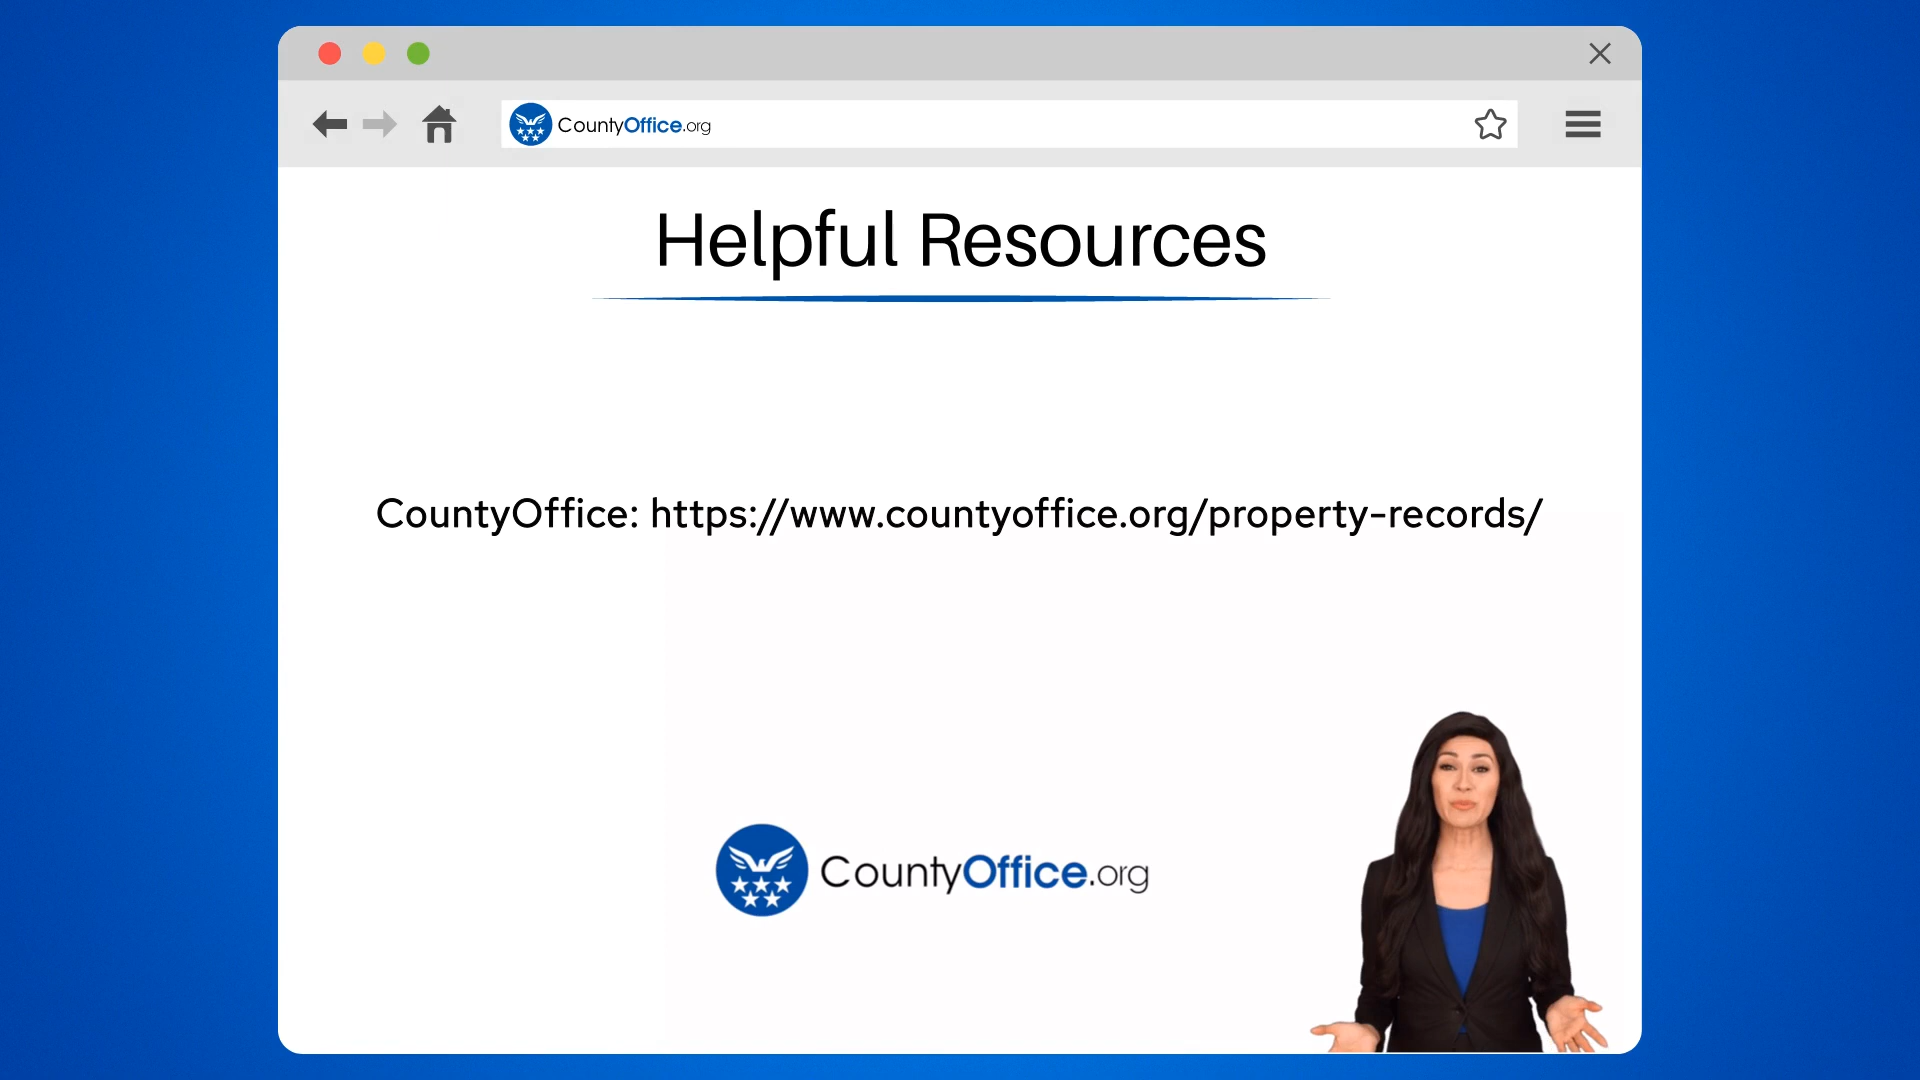 CountyOffice.org
Helpful Resources
CountyOffice: https://www.countyoffice.org/property-records/
CountyOffice.org